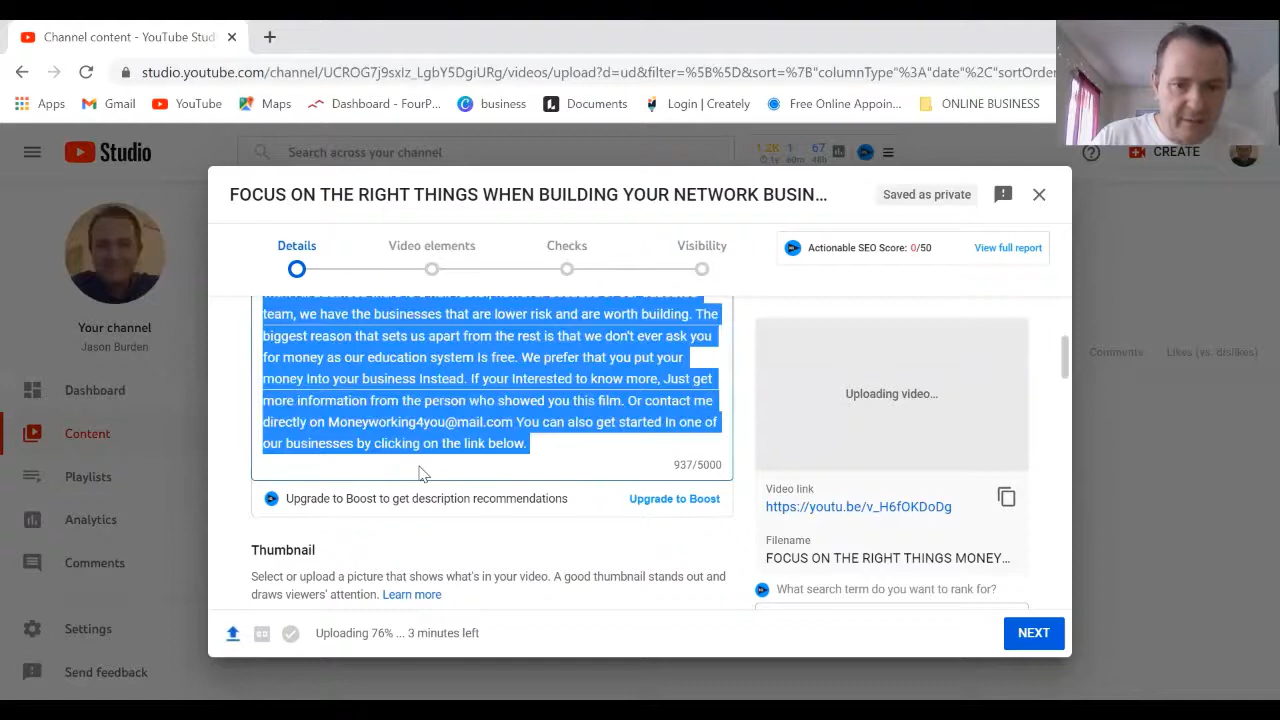 Channel content - YouTube Stud
studio.youtube.com/channel/UCROG7j9sxIz_LgbY5DgiURg/videos/upload?d=ud&filter=%5B%5D&sort=%7B"columnType"%3A"date"%2C"sortOrde
Apps Gmail YouTube Maps Dashboard - FourP... business Documents Login | Creately Free Online Appoin... ONLINE BUSINESS
Studio Search across your channel 1.2K 1 67 CREATE
1y 60m 48h
FOCUS ON THE RIGHT THINGS WHEN BUILDING YOUR NETWORK BUSIN... Saved as private
Details Video elements Checks Visibility
Actionable SEO Score: 0/50 View full report
Your channel
Jason Burden
Dashboard
Content
Playlists
Analytics
Comments
Settings
Send feedback
team, we have the businesses that are lower risk and are worth building. The
biggest reason that sets us apart from the rest is that we don't ever ask you
for money as our education system Is free. We prefer that you put your
money Into your business Instead. If your Interested to know more, Just get
more information from the person who showed you this film. Or contact me
directly on Moneyworking4you@mail.com You can also get started In one of
our businesses by clicking on the link below.
937/5000
Upgrade to Boost to get description recommendations Upgrade to Boost
Thumbnail
Select or upload a picture that shows what's in your video. A good thumbnail stands out and
draws viewers' attention. Learn more
Uploading video...
Video link
https://youtu.be/v_H6fOKDoDg
Filename
FOCUS ON THE RIGHT THINGS MONEY...
What search term do you want to rank for?
Comments Likes (vs. dislikes)
Uploading 76% ... 3 minutes left
NEXT